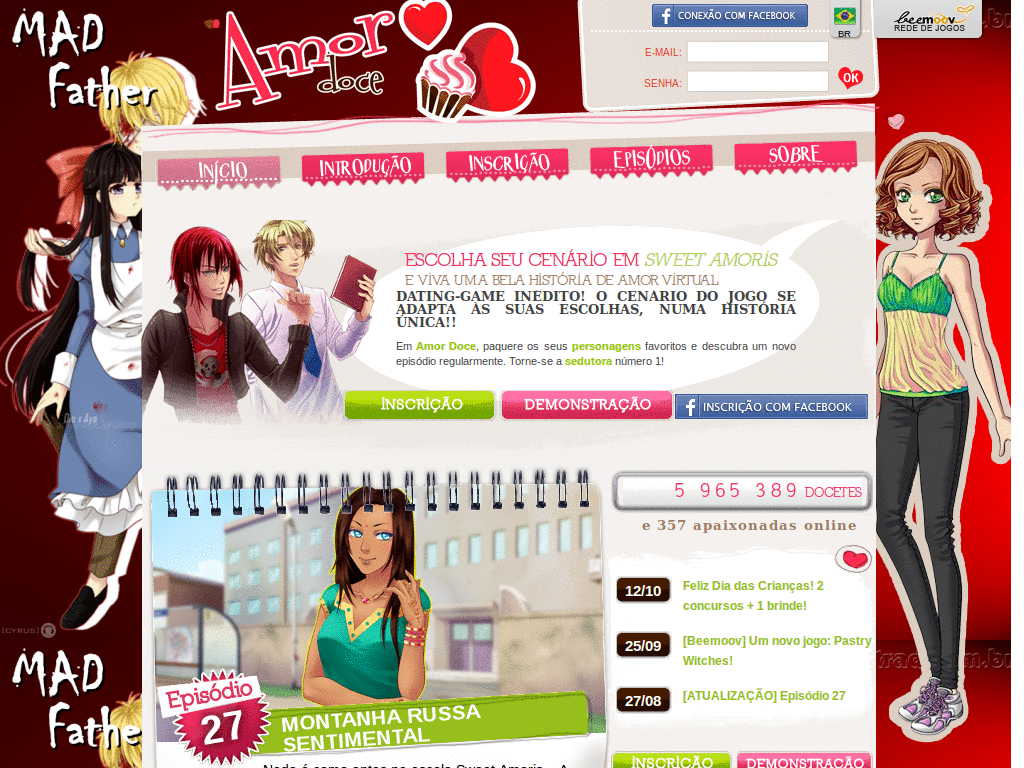 MAD
Father
Amor
doce
CONEXÃO COM FACEBOOK
E-MAIL:
SENHA:
OK
BR
beemoov
REDE DE JOGOS
INÍCIO
INTRODUÇÃO
INSCRIÇÃO
EPISÓDIOS
SOBRE
ESCOLHA SEU CENÁRIO EM SWEET AMORIS
E VIVA UMA BELA HISTÓRIA DE AMOR VIRTUAL
DATING-GAME INEDITO! O CENARIO DO JOGO SE
ADAPTA ÀS SUAS ESCOLHAS, NUMA HISTÓRIA
ÚNICA!!
Em Amor Doce, paquere os seus personagens favoritos e descubra um novo
episódio regularmente. Torne-se a sedutora número 1!
INSCRIÇÃO
DEMONSTRAÇÃO
INSCRIÇÃO COM FACEBOOK
5 965 389 DOCETES
e 357 apaixonadas online
12/10
Feliz Dia das Crianças! 2
concursos + 1 brinde!
25/09
[Beemoov] Um novo jogo: Pastry
Witches!
27/08
[ATUALIZAÇÃO] Episódio 27
[CYRUS]
MAD
Father
Episódio
27
MONTANHA RUSSA
SENTIMENTAL
INSCRIÇÃO
DEMONSTRAÇÃO